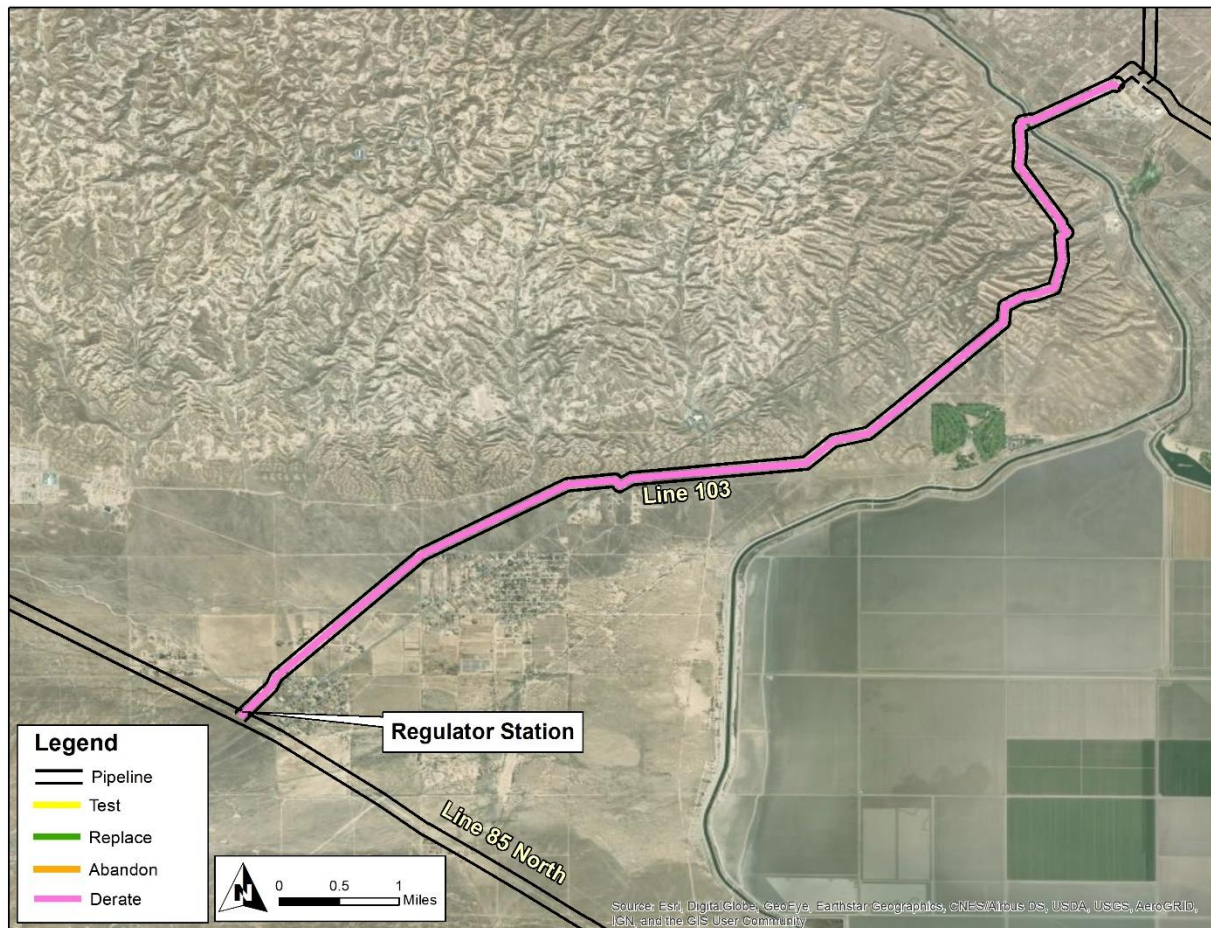 Line 103
Regulator Station
Line 85 North
Legend
Pipeline
Test
Replace
Abandon
Derate
N
0 0.5 1
Miles
Source: Esri, DigitalGlobe, GeoEye, Earthstar Geographics, CNES/Airbus DS, USDA, USGS, AeroGRID,
IGN, and the GIS User Community